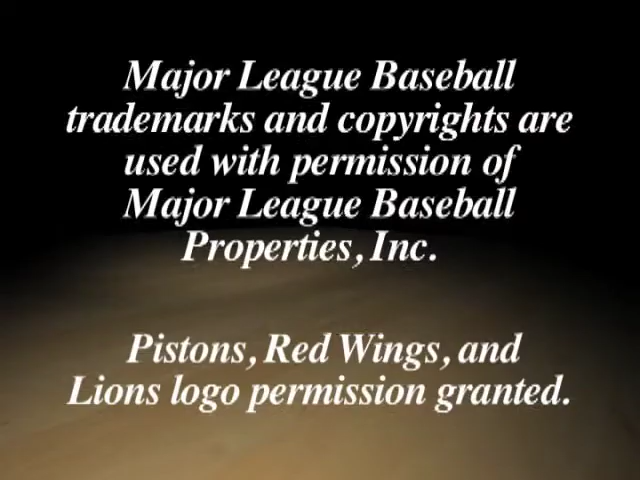 Major League Baseball
trademarks and copyrights are
used with permission of
Major League Baseball
Properties, Inc.
Pistons, Red Wings, and
Lions logo permission granted.